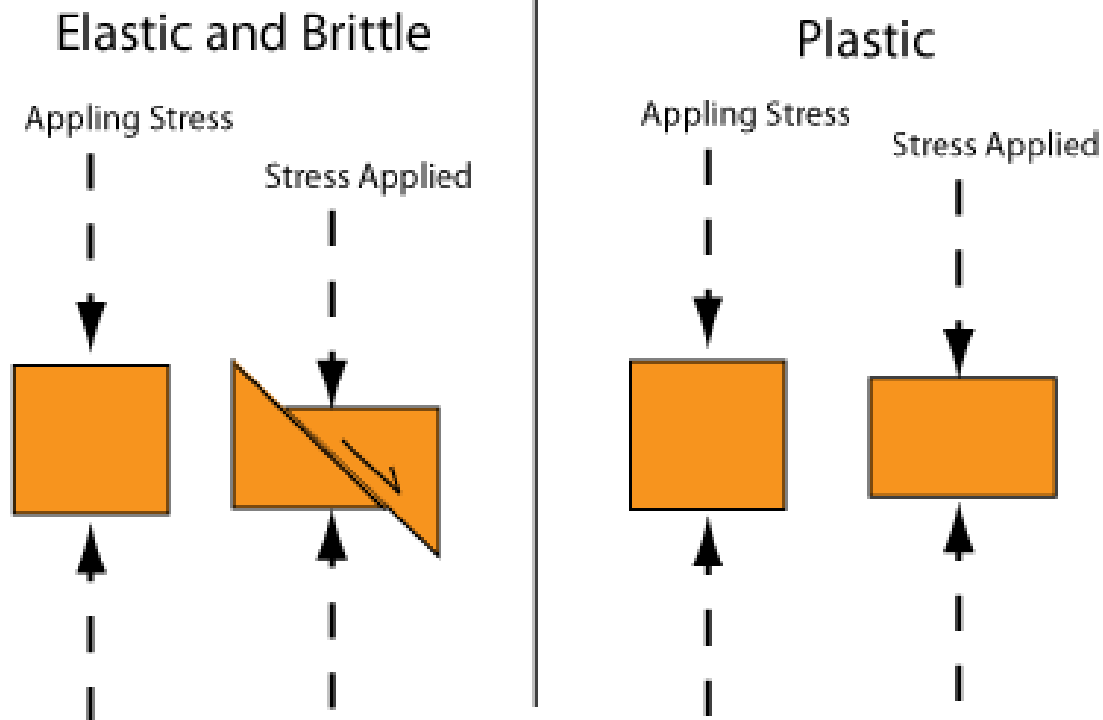 Elastic and Brittle
Appling Stress
Stress Applied
Plastic
Appling Stress
Stress Applied